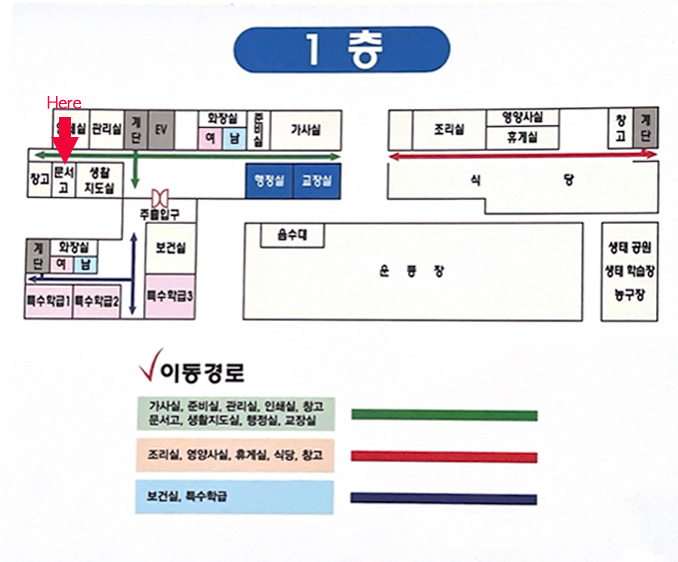 1 층
Here
관리실
계단
EV
화장실
여
남
준비실
가사실
조리실
영양사실
휴게실
창고
계단
창고
문서고
생활
지도실
행정실
교장실
식 당
주출입구
계단
화장실
여
남
보건실
특수학급1
특수학급2
특수학급3
음수대
운 동 장
생태 공원
생태 학습장
농구장
이동경로
가사실, 준비실, 관리실, 인쇄실, 창고
문서고, 생활지도실, 행정실, 교장실
조리실, 영양사실, 휴게실, 식당, 창고
보건실, 특수학급